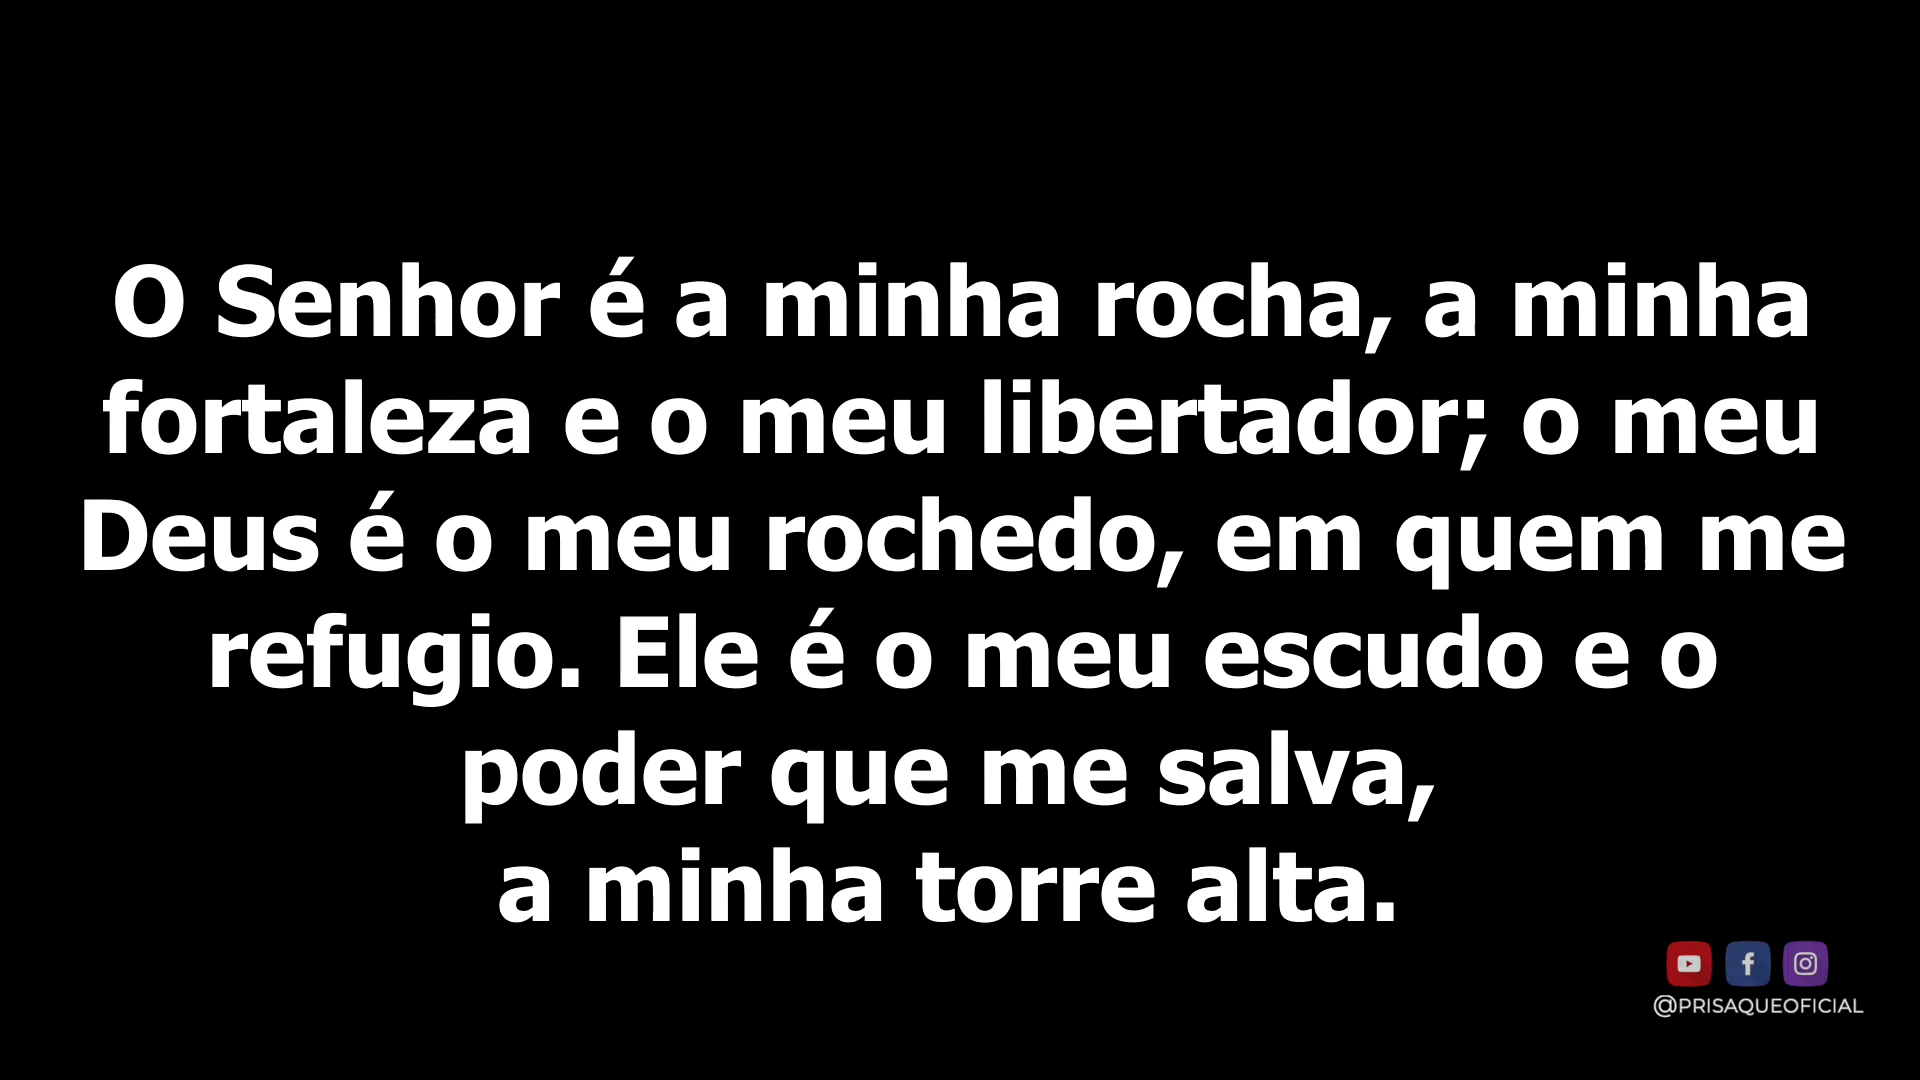 O Senhor é a minha rocha, a minha
fortaleza e o meu libertador; o meu
Deus é o meu rochedo, em quem me
refugio. Ele é o meu escudo e o
poder que me salva,
a minha torre alta.
@PRISAQUEOFICIAL